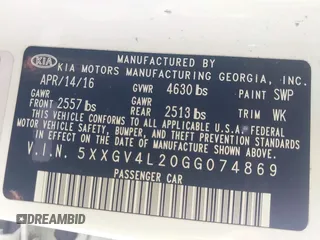 KIA
MANUFACTURED BY
KIA MOTORS MANUFACTURING GEORGIA, INC.
APR/14/16 GVWR 4630 lbs PAINT SWP
GAWR FRONT 2557 lbs GAWR REAR 2513 lbs TRIM WK
THIS VEHICLE CONFORMS TO ALL APPLICABLE
FEDERAL MOTOR VEHICLE SAFETY, BUMPER, AND
THEFT PREVENTION STANDARDS IN EFFECT ON THE
DATE OF MANUFACTURE SHOWN ABOVE.
V.I.N. 5XXGV4L20GG074869
PASSENGER CAR
DREAMBID